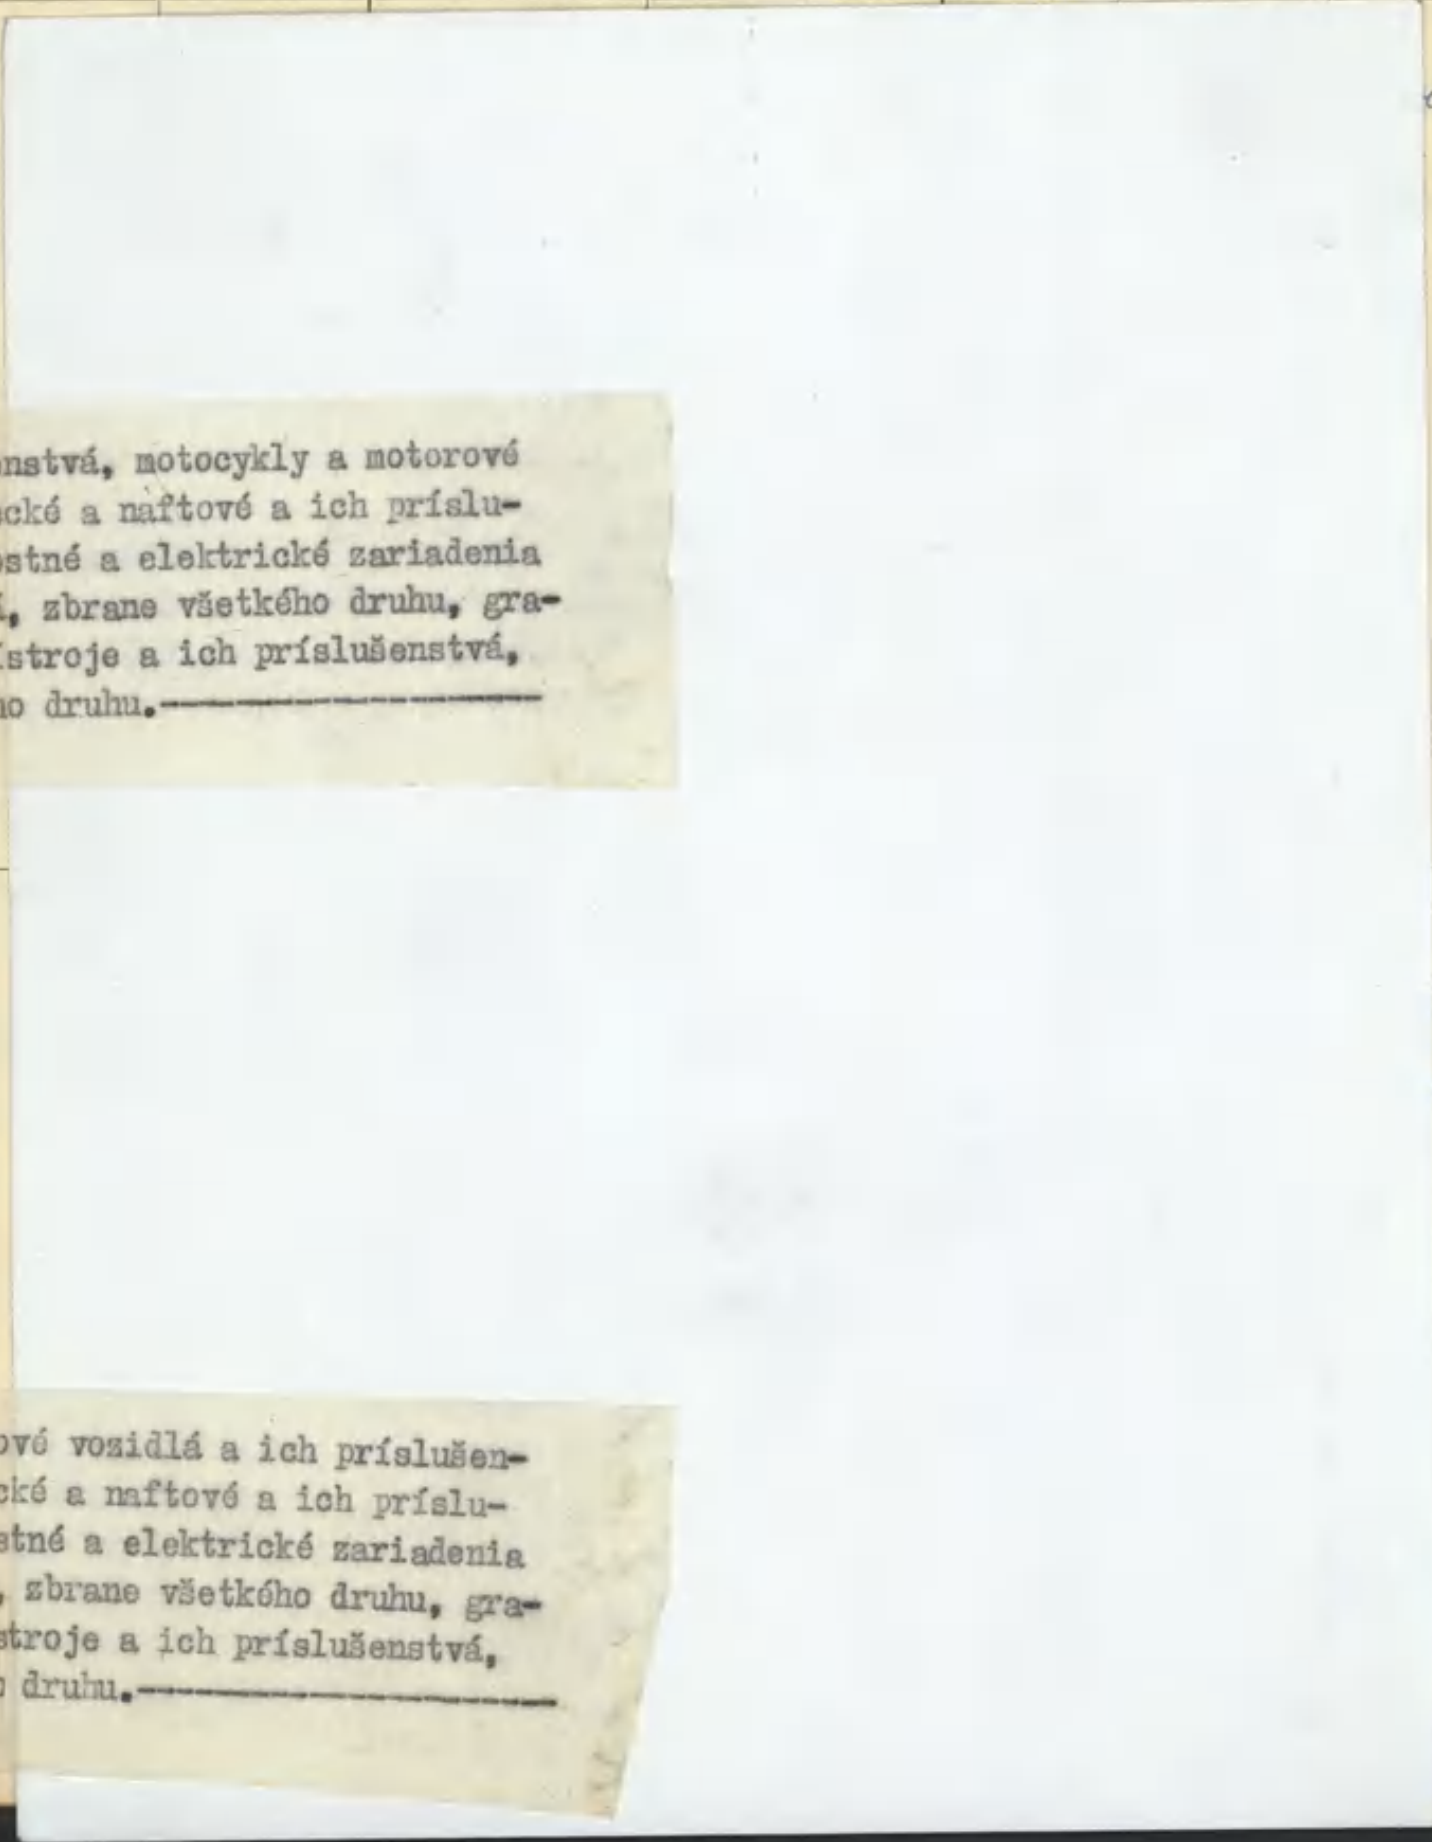 nstvá, motocykly a motorové
cké a naftové a ich príslu-
stné a elektrické zariadenia
, zbrane všetkého druhu, gra-
stroje a ich príslušenstvá,
o druhu.
ové vozidlá a ich príslušen-
cké a naftové a ich príslu-
stné a elektrické zariadenia
, zbrane všetkého druhu, gra-
stroje a ich príslušenstvá,
druhu.